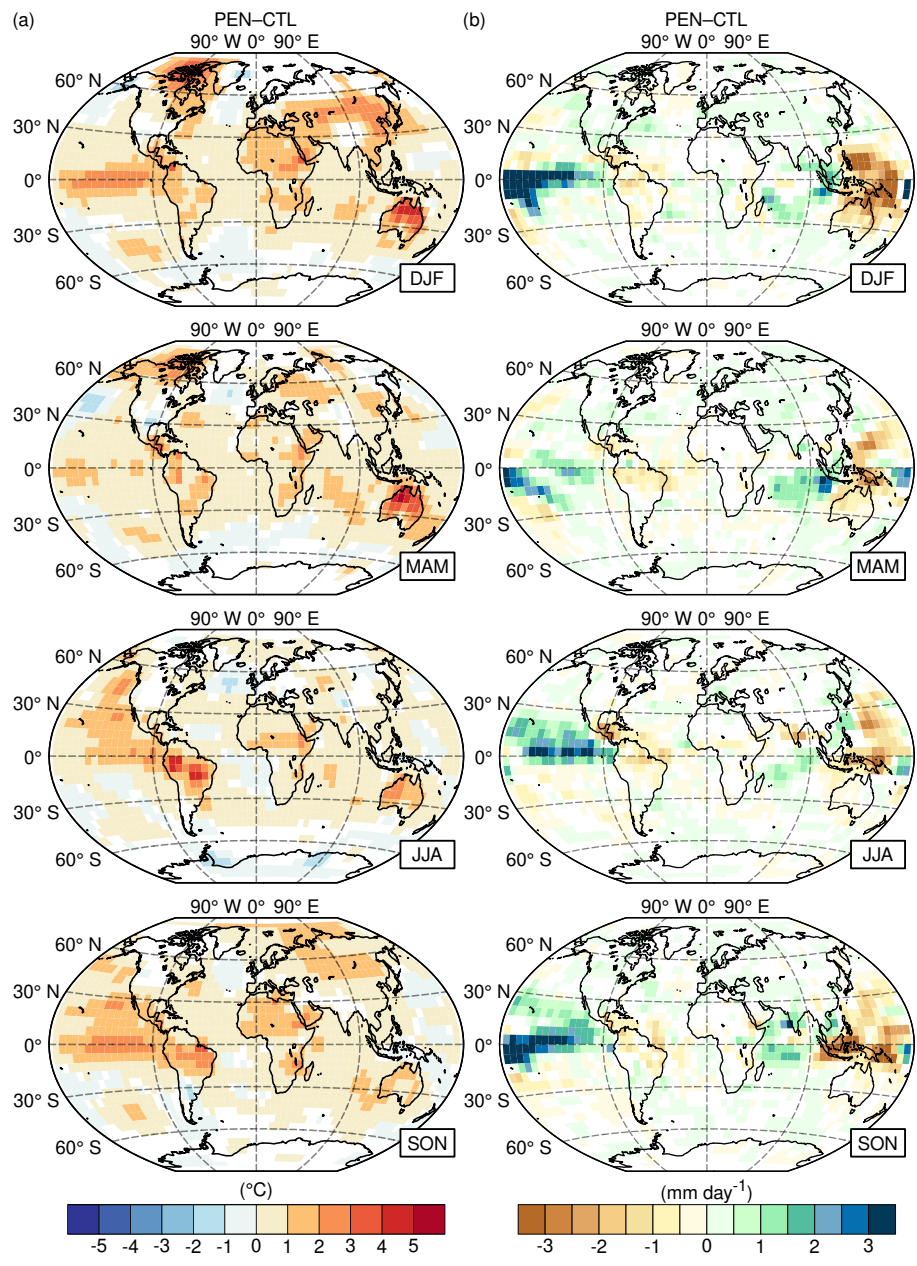 (a) PEN–CTL (b) PEN–CTL
90° W 0° 90° E 90° W 0° 90° E
60° N 60° N
30° N 30° N
0° 0°
30° S 30° S
60° S 60° S
DJF DJF
90° W 0° 90° E 90° W 0° 90° E
60° N 60° N
30° N 30° N
0° 0°
30° S 30° S
60° S 60° S
MAM MAM
90° W 0° 90° E 90° W 0° 90° E
60° N 60° N
30° N 30° N
0° 0°
30° S 30° S
60° S 60° S
JJA JJA
90° W 0° 90° E 90° W 0° 90° E
60° N 60° N
30° N 30° N
0° 0°
30° S 30° S
60° S 60° S
SON SON
(°C) (mm day⁻¹)
-5 -4 -3 -2 -1 0 1 2 3 4 5 -3 -2 -1 0 1 2 3